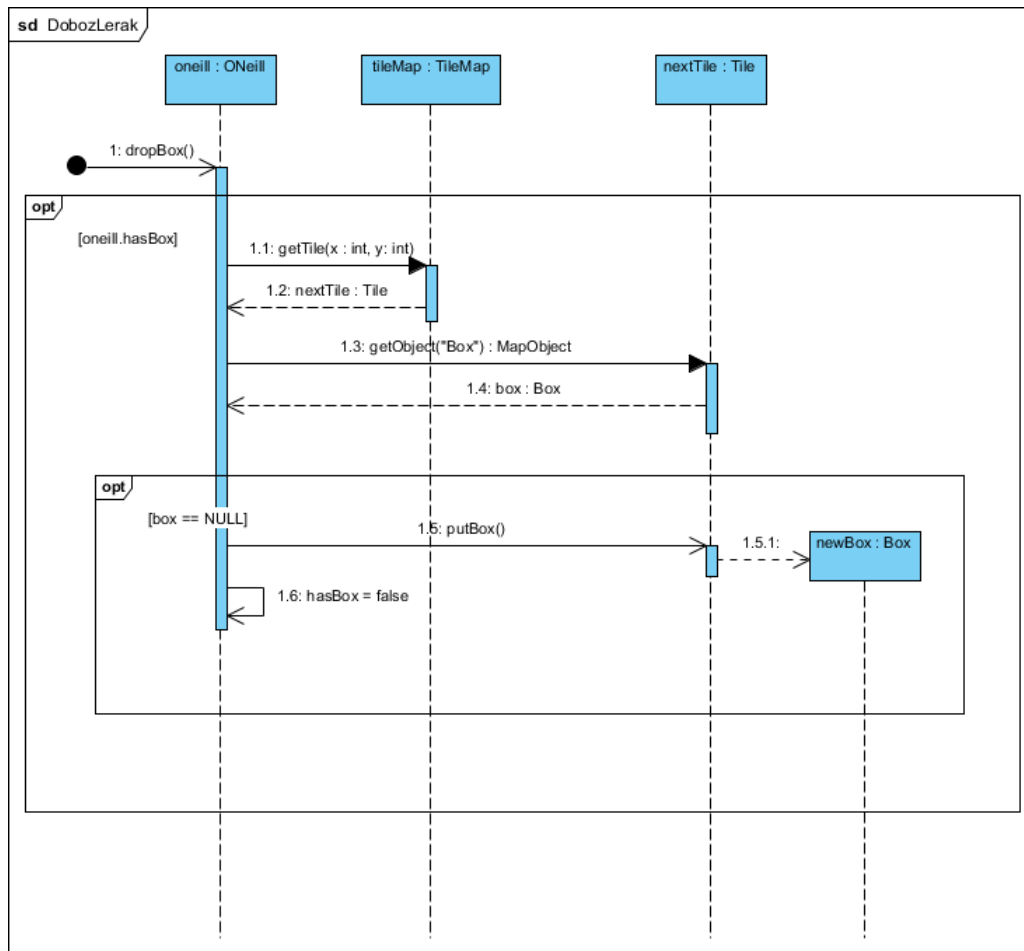 sd DobozLerak
oneill : ONeill
tileMap : TileMap
nextTile : Tile
1: dropBox()
opt
[oneill.hasBox]
1.1: getTile(x : int, y: int)
1.2: nextTile : Tile
1.3: getObject("Box") : MapObject
1.4: box : Box
opt
[box == NULL]
1.5: putBox()
1.5.1:
newBox : Box
1.6: hasBox = false